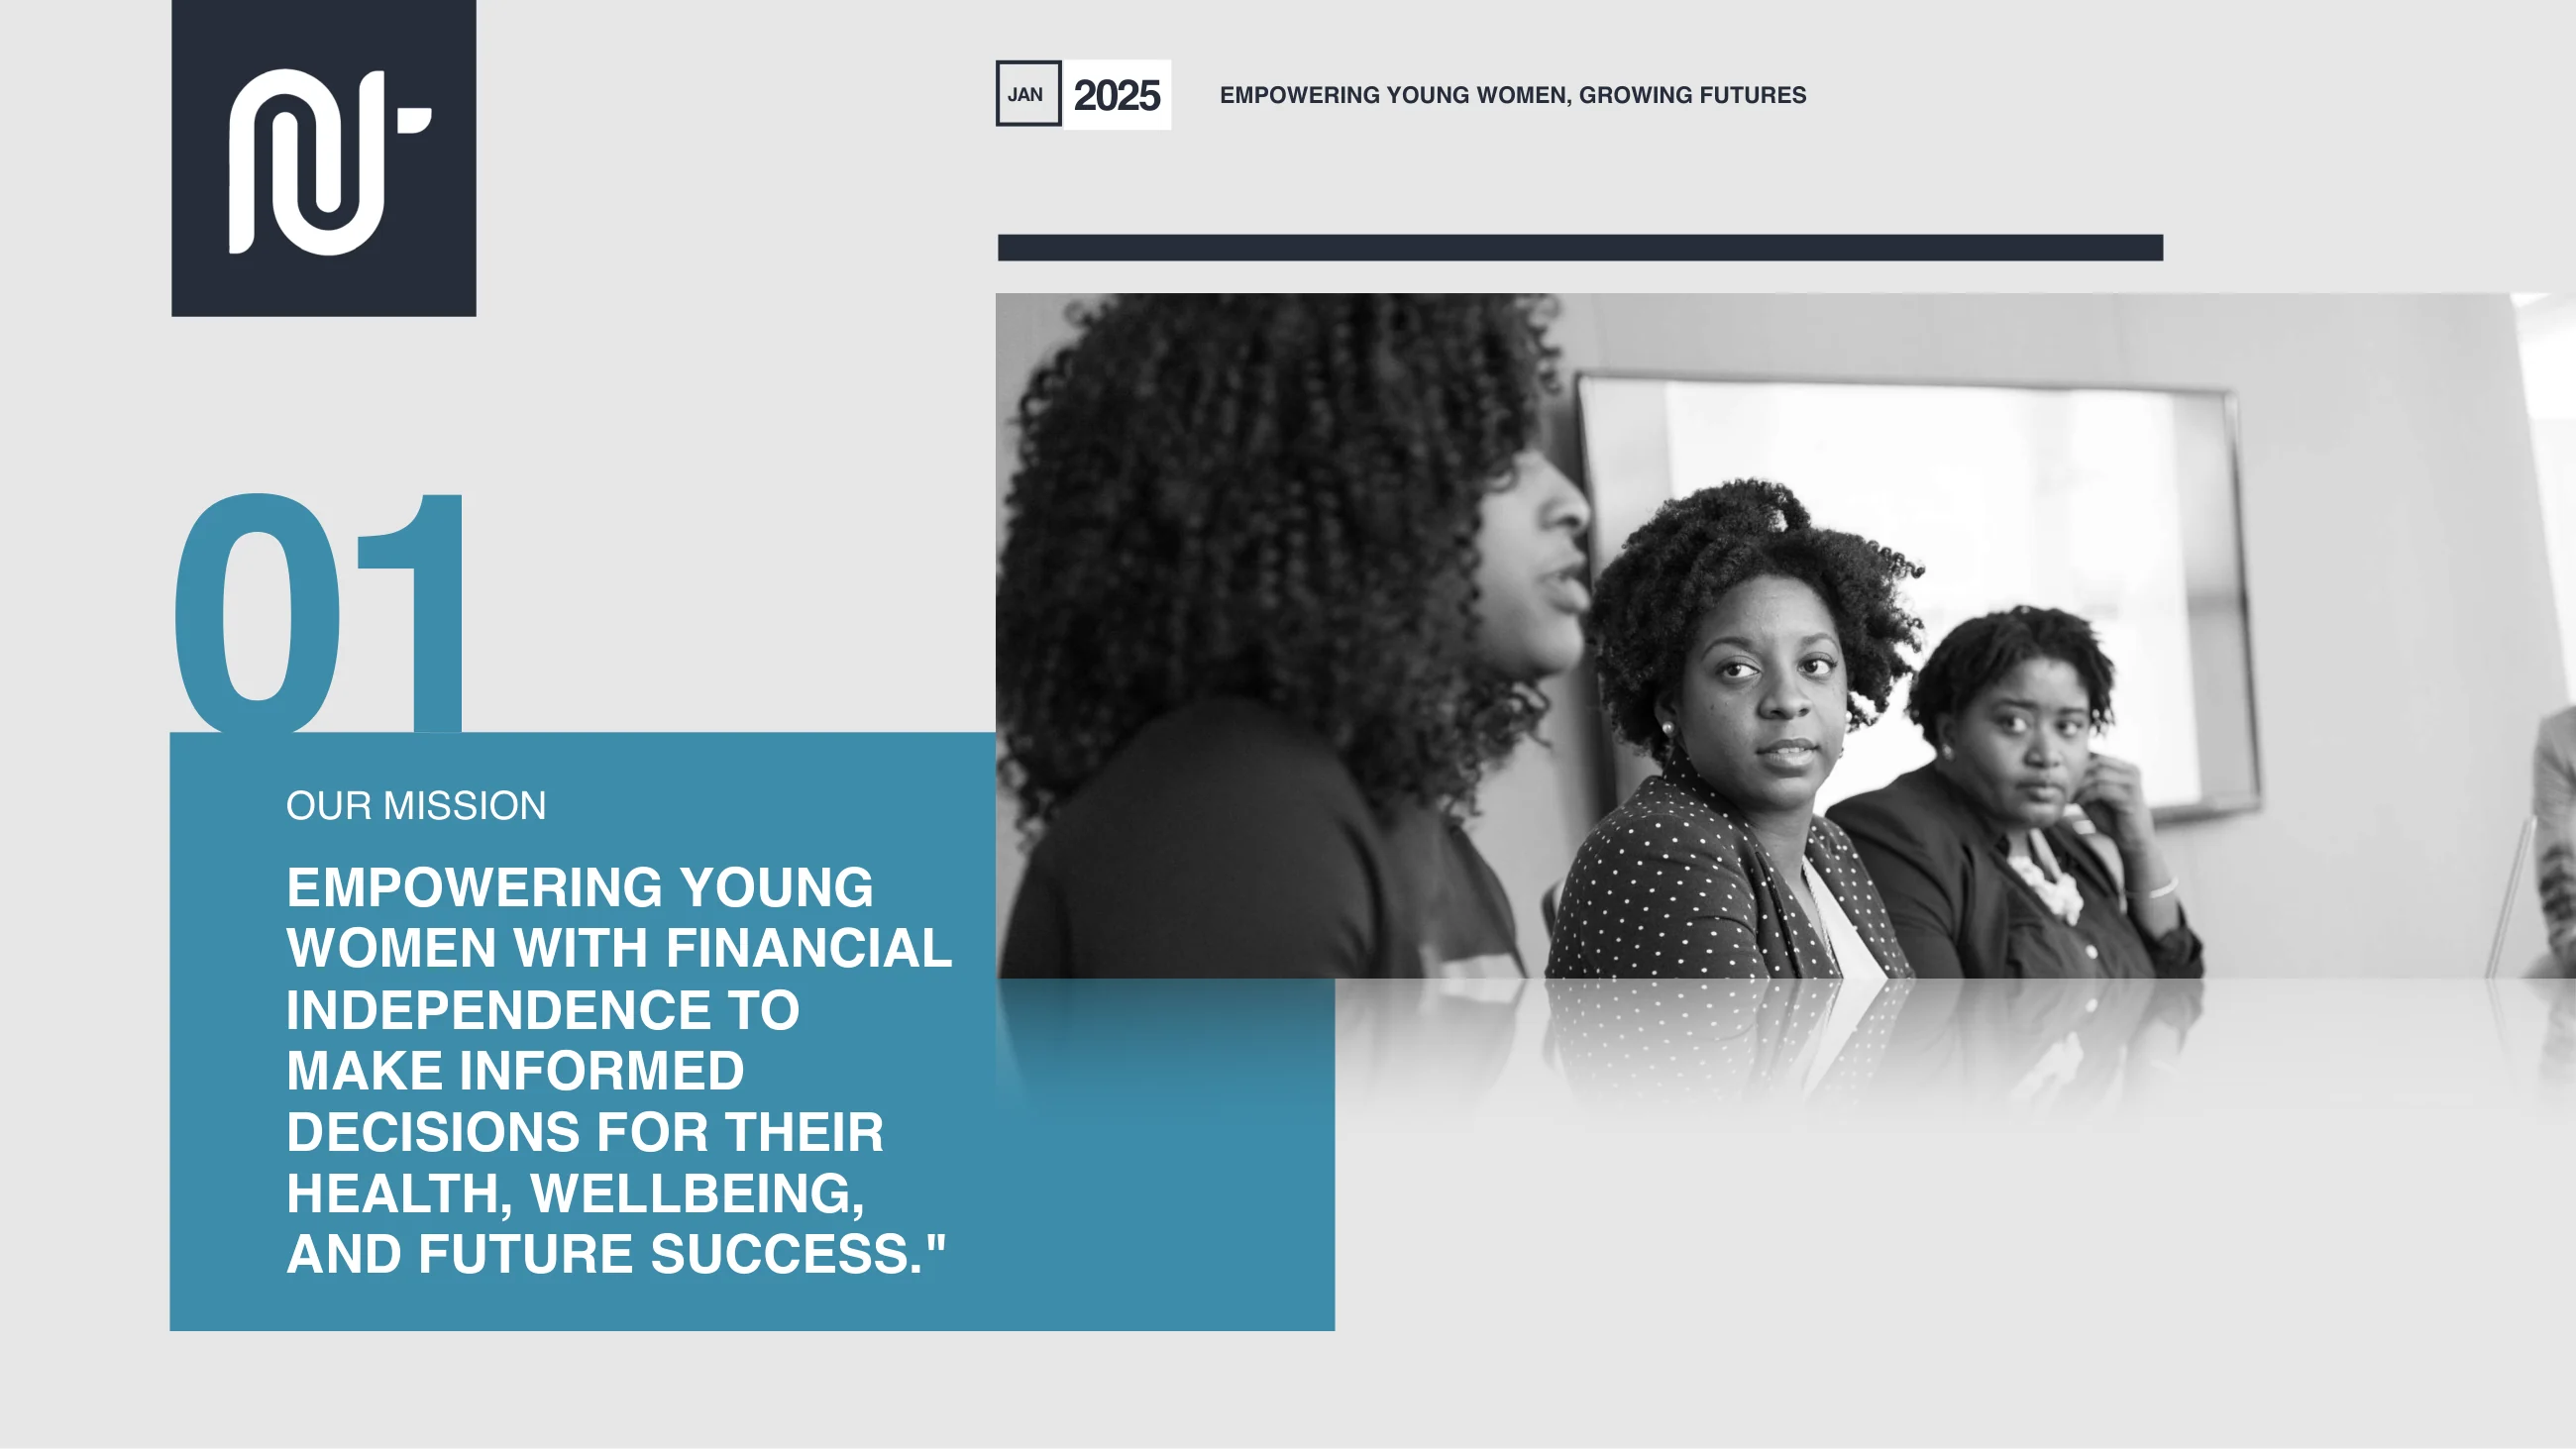 JAN
2025
EMPOWERING YOUNG WOMEN, GROWING FUTURES
01
OUR MISSION
EMPOWERING YOUNG
WOMEN WITH FINANCIAL
INDEPENDENCE TO
MAKE INFORMED
DECISIONS FOR THEIR
HEALTH, WELLBEING,
AND FUTURE SUCCESS."